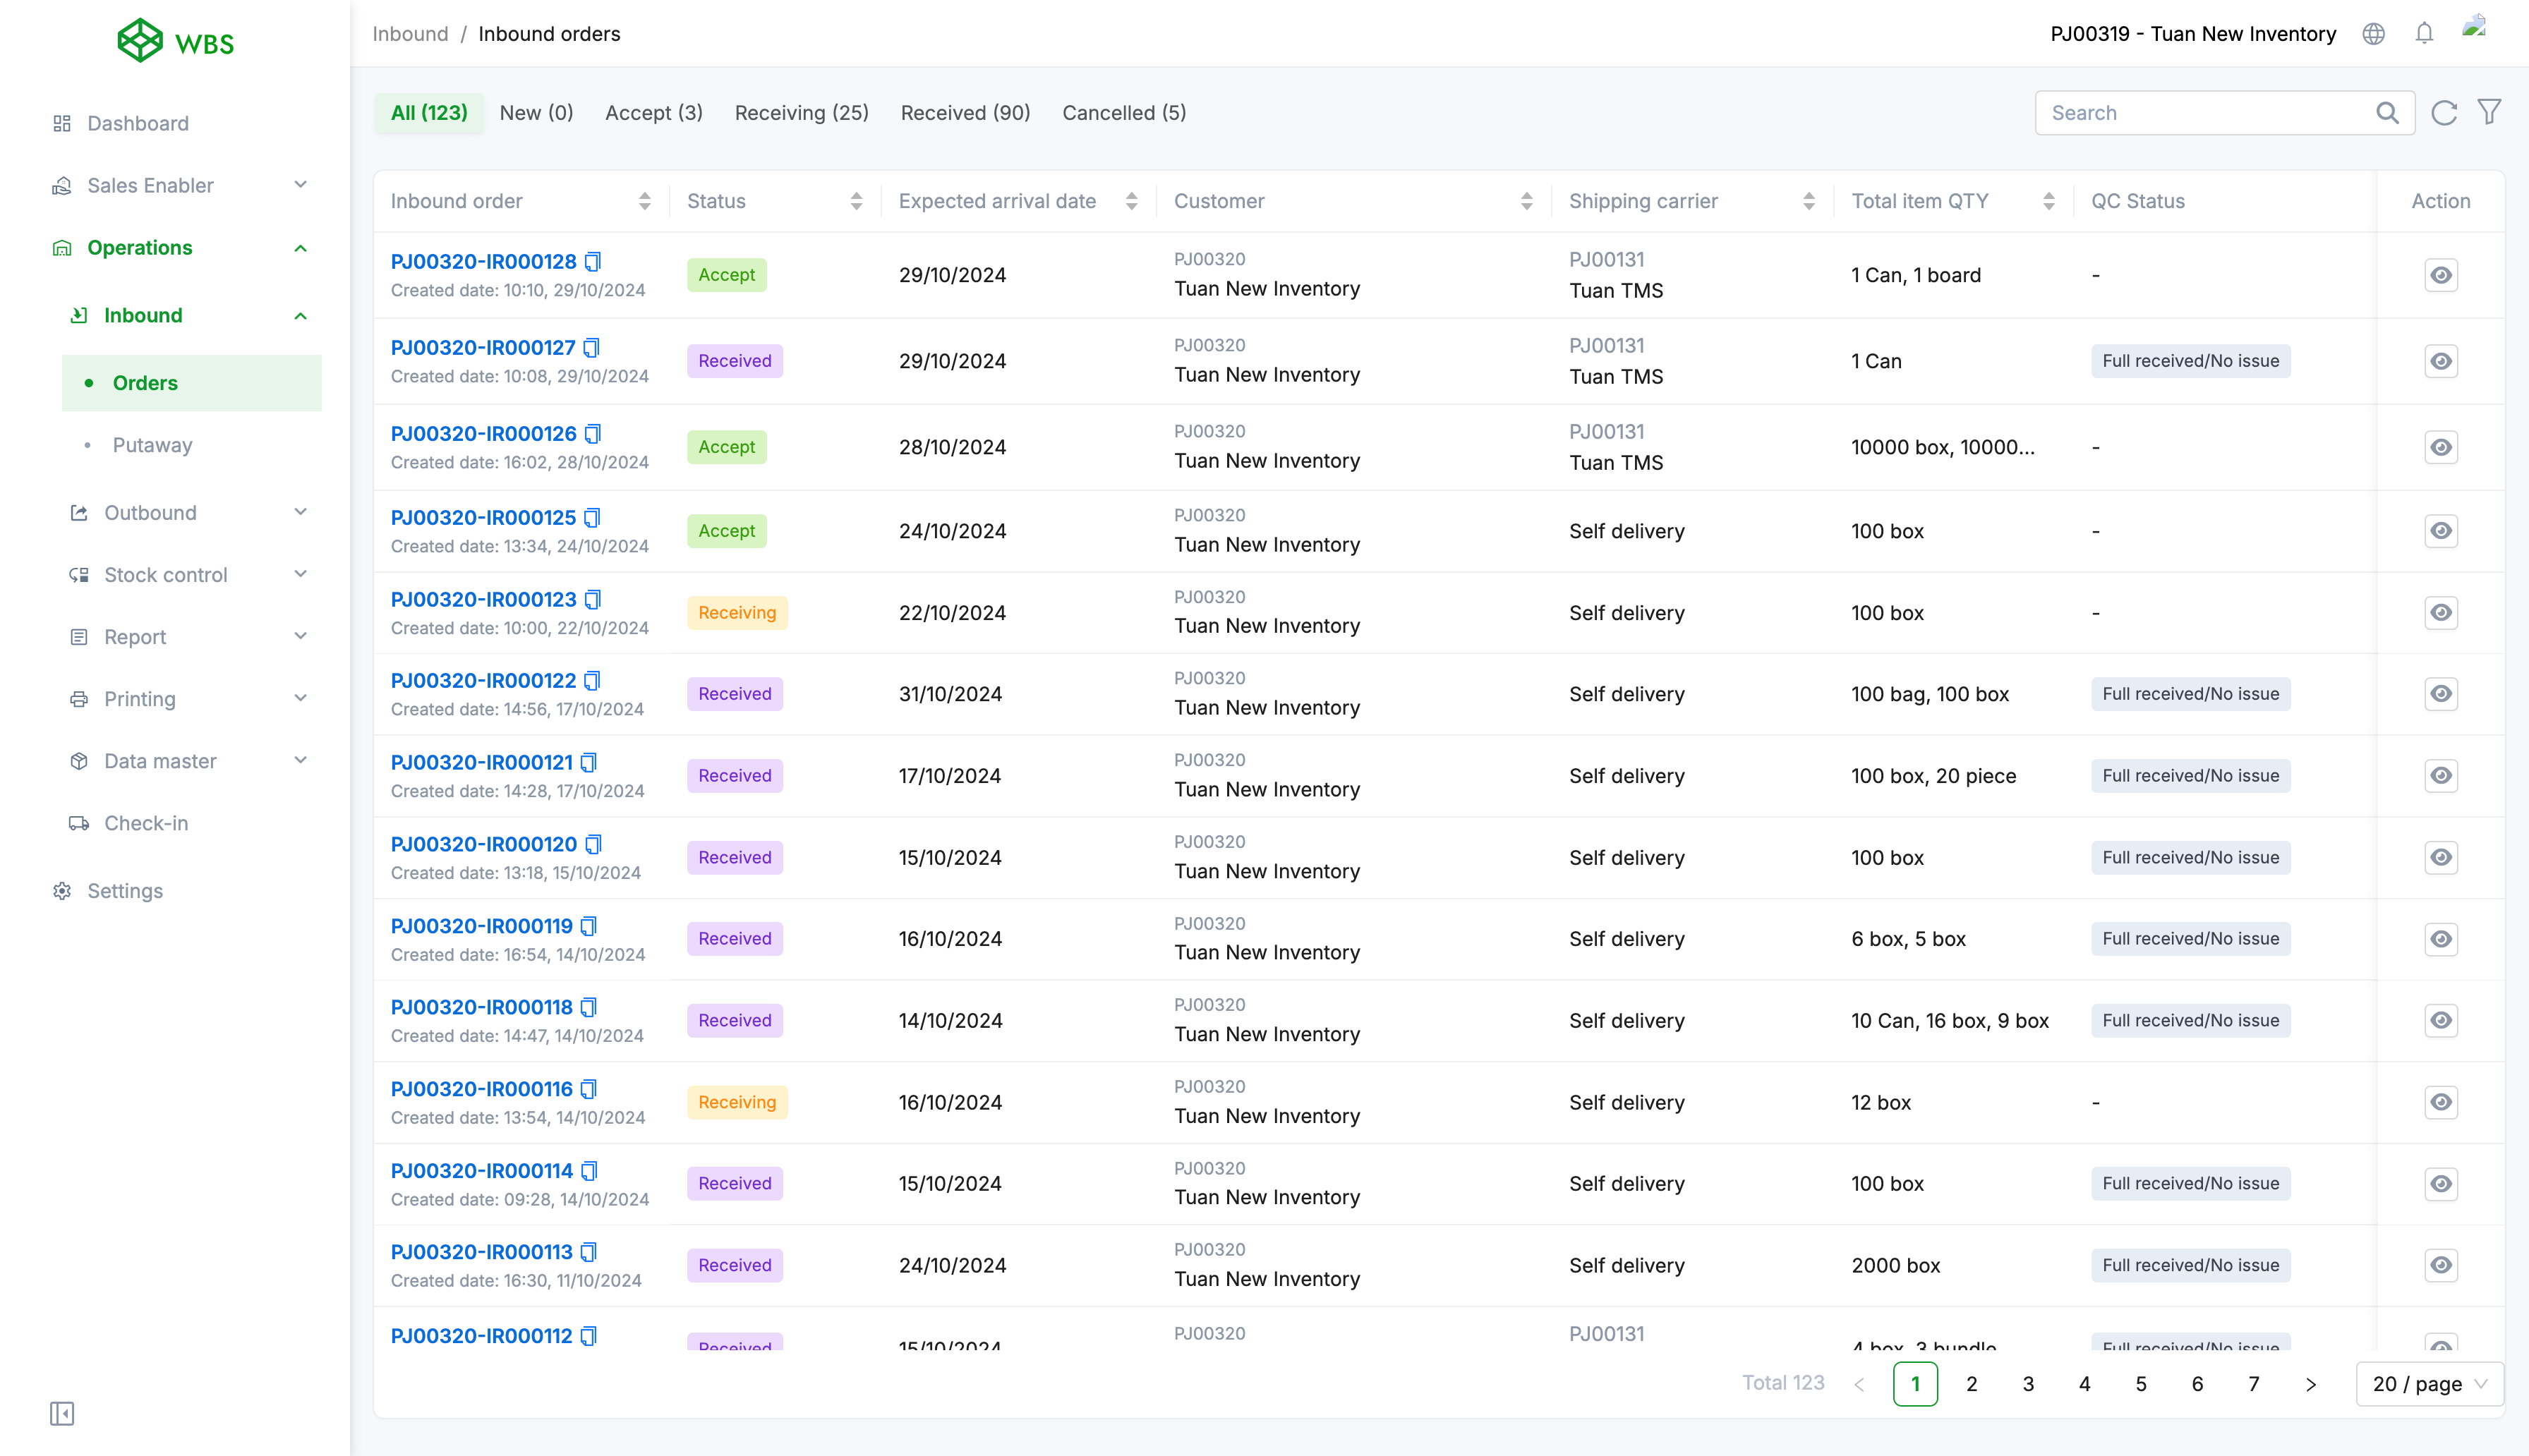 WBS
Inbound / Inbound orders
PJ00319 - Tuan New Inventory
Dashboard
Sales Enabler
Operations
Inbound
Orders
Putaway
Outbound
Stock control
Report
Printing
Data master
Check-in
Settings
All (123) New (0) Accept (3) Receiving (25) Received (90) Cancelled (5)
Search
Inbound order Status Expected arrival date Customer Shipping carrier Total item QTY QC Status Action
PJ00320-IR000128
Created date: 10:10, 29/10/2024
Accept
29/10/2024
PJ00320
Tuan New Inventory
PJ00131
Tuan TMS
1 Can, 1 board
-
PJ00320-IR000127
Created date: 10:08, 29/10/2024
Received
29/10/2024
PJ00320
Tuan New Inventory
PJ00131
Tuan TMS
1 Can
Full received/No issue
PJ00320-IR000126
Created date: 16:02, 28/10/2024
Accept
28/10/2024
PJ00320
Tuan New Inventory
PJ00131
Tuan TMS
10000 box, 10000...
-
PJ00320-IR000125
Created date: 13:34, 24/10/2024
Accept
24/10/2024
PJ00320
Tuan New Inventory
Self delivery
100 box
-
PJ00320-IR000123
Created date: 10:00, 22/10/2024
Receiving
22/10/2024
PJ00320
Tuan New Inventory
Self delivery
100 box
-
PJ00320-IR000122
Created date: 14:56, 17/10/2024
Received
31/10/2024
PJ00320
Tuan New Inventory
Self delivery
100 bag, 100 box
Full received/No issue
PJ00320-IR000121
Created date: 14:28, 17/10/2024
Received
17/10/2024
PJ00320
Tuan New Inventory
Self delivery
100 box, 20 piece
Full received/No issue
PJ00320-IR000120
Created date: 13:18, 15/10/2024
Received
15/10/2024
PJ00320
Tuan New Inventory
Self delivery
100 box
Full received/No issue
PJ00320-IR000119
Created date: 16:54, 14/10/2024
Received
16/10/2024
PJ00320
Tuan New Inventory
Self delivery
6 box, 5 box
Full received/No issue
PJ00320-IR000118
Created date: 14:47, 14/10/2024
Received
14/10/2024
PJ00320
Tuan New Inventory
Self delivery
10 Can, 16 box, 9 box
Full received/No issue
PJ00320-IR000116
Created date: 13:54, 14/10/2024
Receiving
16/10/2024
PJ00320
Tuan New Inventory
Self delivery
12 box
-
PJ00320-IR000114
Created date: 09:28, 14/10/2024
Received
15/10/2024
PJ00320
Tuan New Inventory
Self delivery
100 box
Full received/No issue
PJ00320-IR000113
Created date: 16:30, 11/10/2024
Received
24/10/2024
PJ00320
Tuan New Inventory
Self delivery
2000 box
Full received/No issue
PJ00320-IR000112
Received
15/10/2024
PJ00320
PJ00131
4 box, 3 bundle
Full received/No issue
Total 123 < 1 2 3 4 5 6 7 > 20 / page